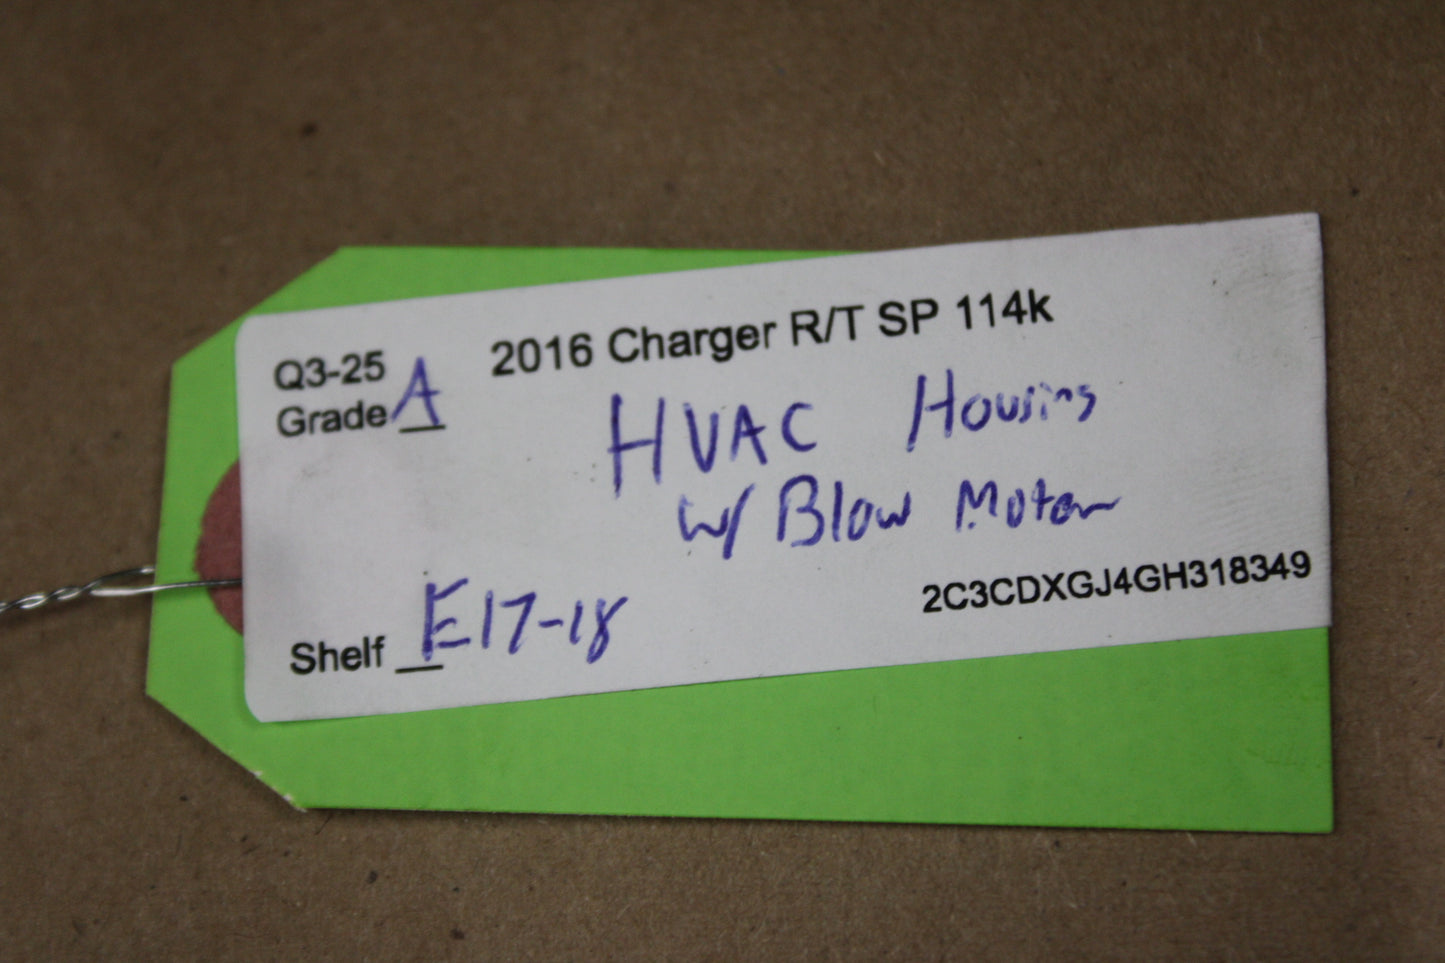 Q3-25 2016 Charger R/T SP 114k
Grade A
HVAC Housing
w/ Blow Motor
2C3CDXGJ4GH318349
Shelf E17-18